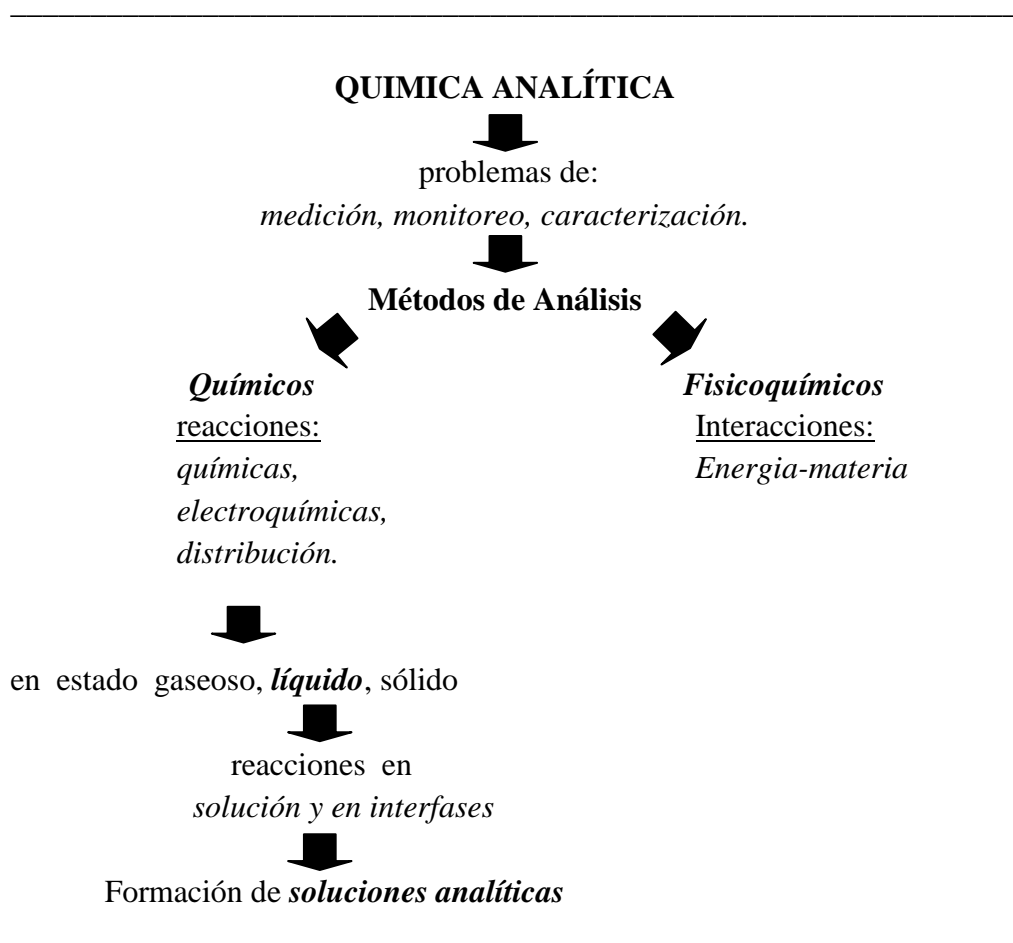 QUIMICA ANALÍTICA
problemas de:
medición, monitoreo, caracterización.
Métodos de Análisis
Químicos
reacciones:
químicas,
electroquímicas,
distribución.
Fisicoquímicos
Interacciones:
Energia-materia
en estado gaseoso, líquido, sólido
reacciones en
solución y en interfases
Formación de soluciones analíticas